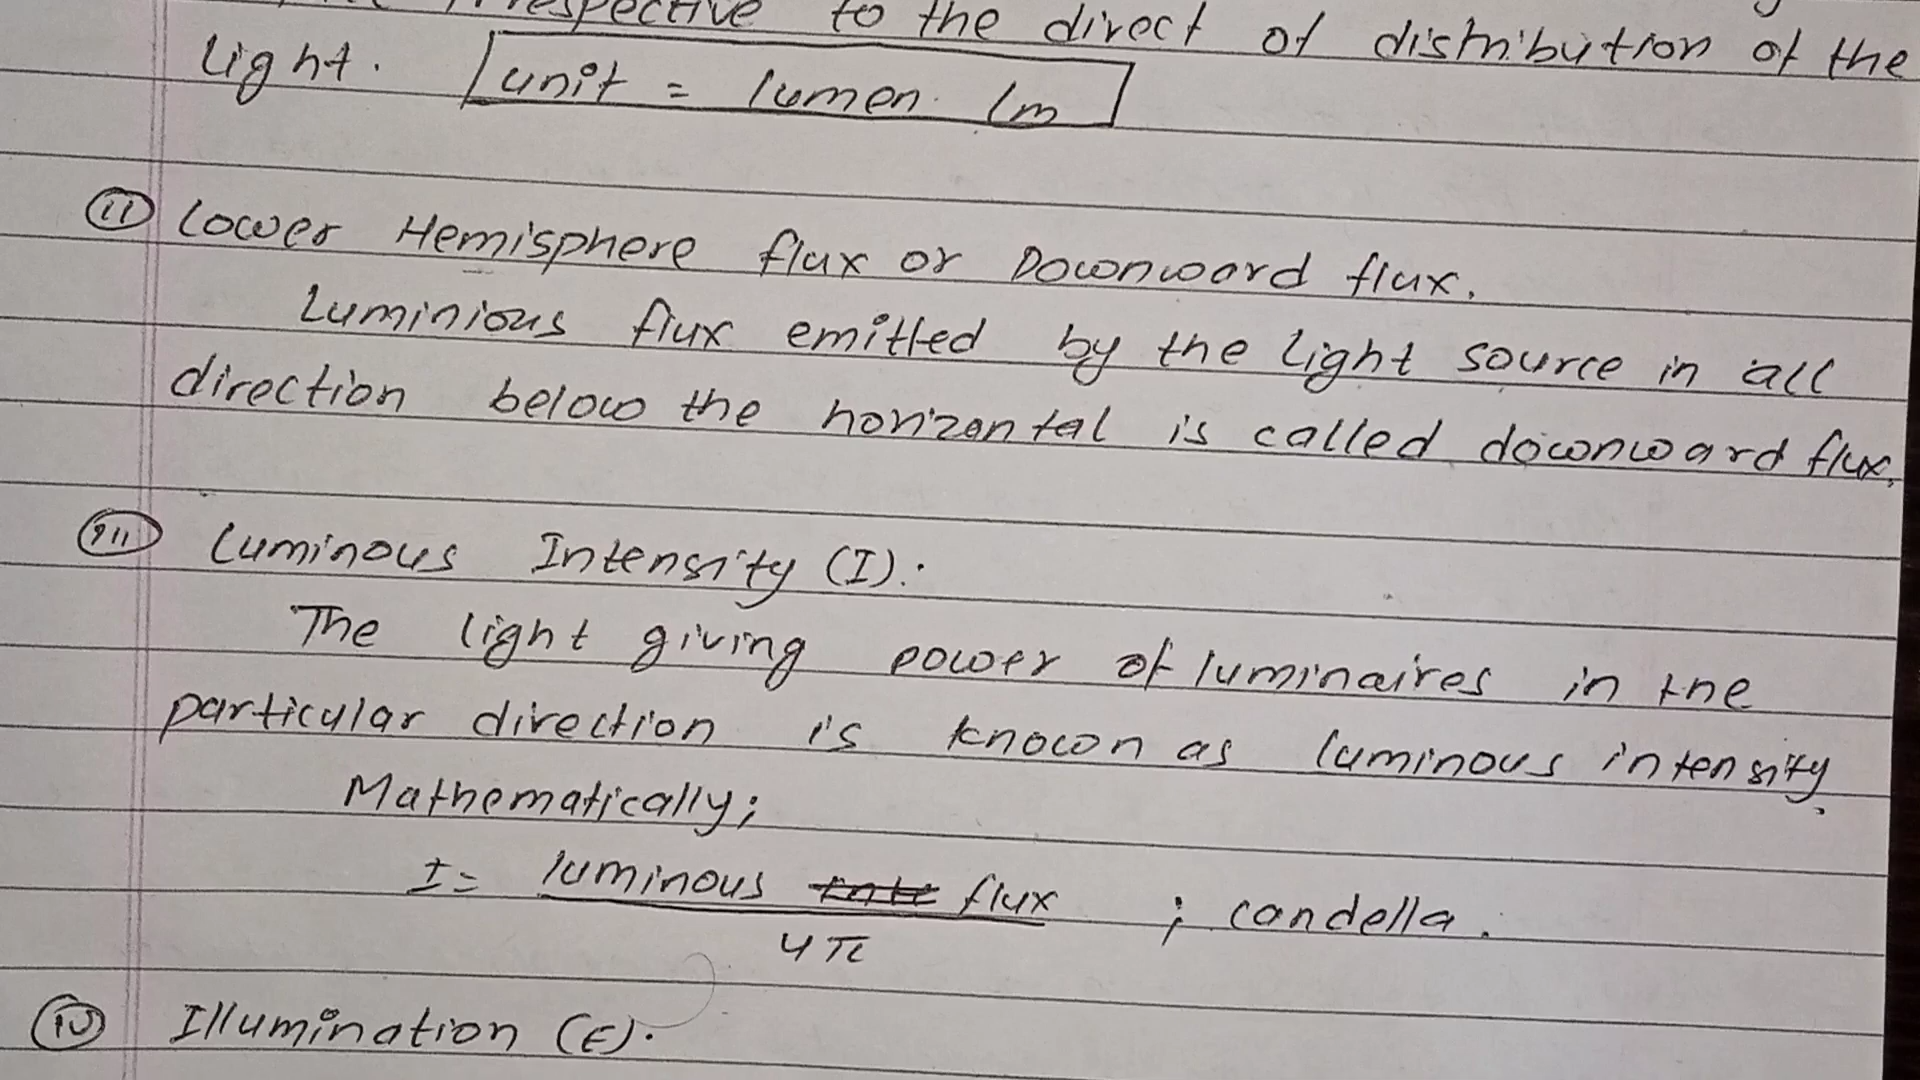 irrespective to the direct of distribution of the
light. unit = lumen. lm
(ii) Lower Hemisphere flux or Downward flux.
Luminious flux emitted by the light source in all
direction below the horizontal is called downward flux.
(iii) Luminous Intensity (I):
The light giving power of luminaires in the
particular direction is known as luminous intensity.
Mathematically;
I = luminous flux ; candella.
4π
(iv) Illumination (E).